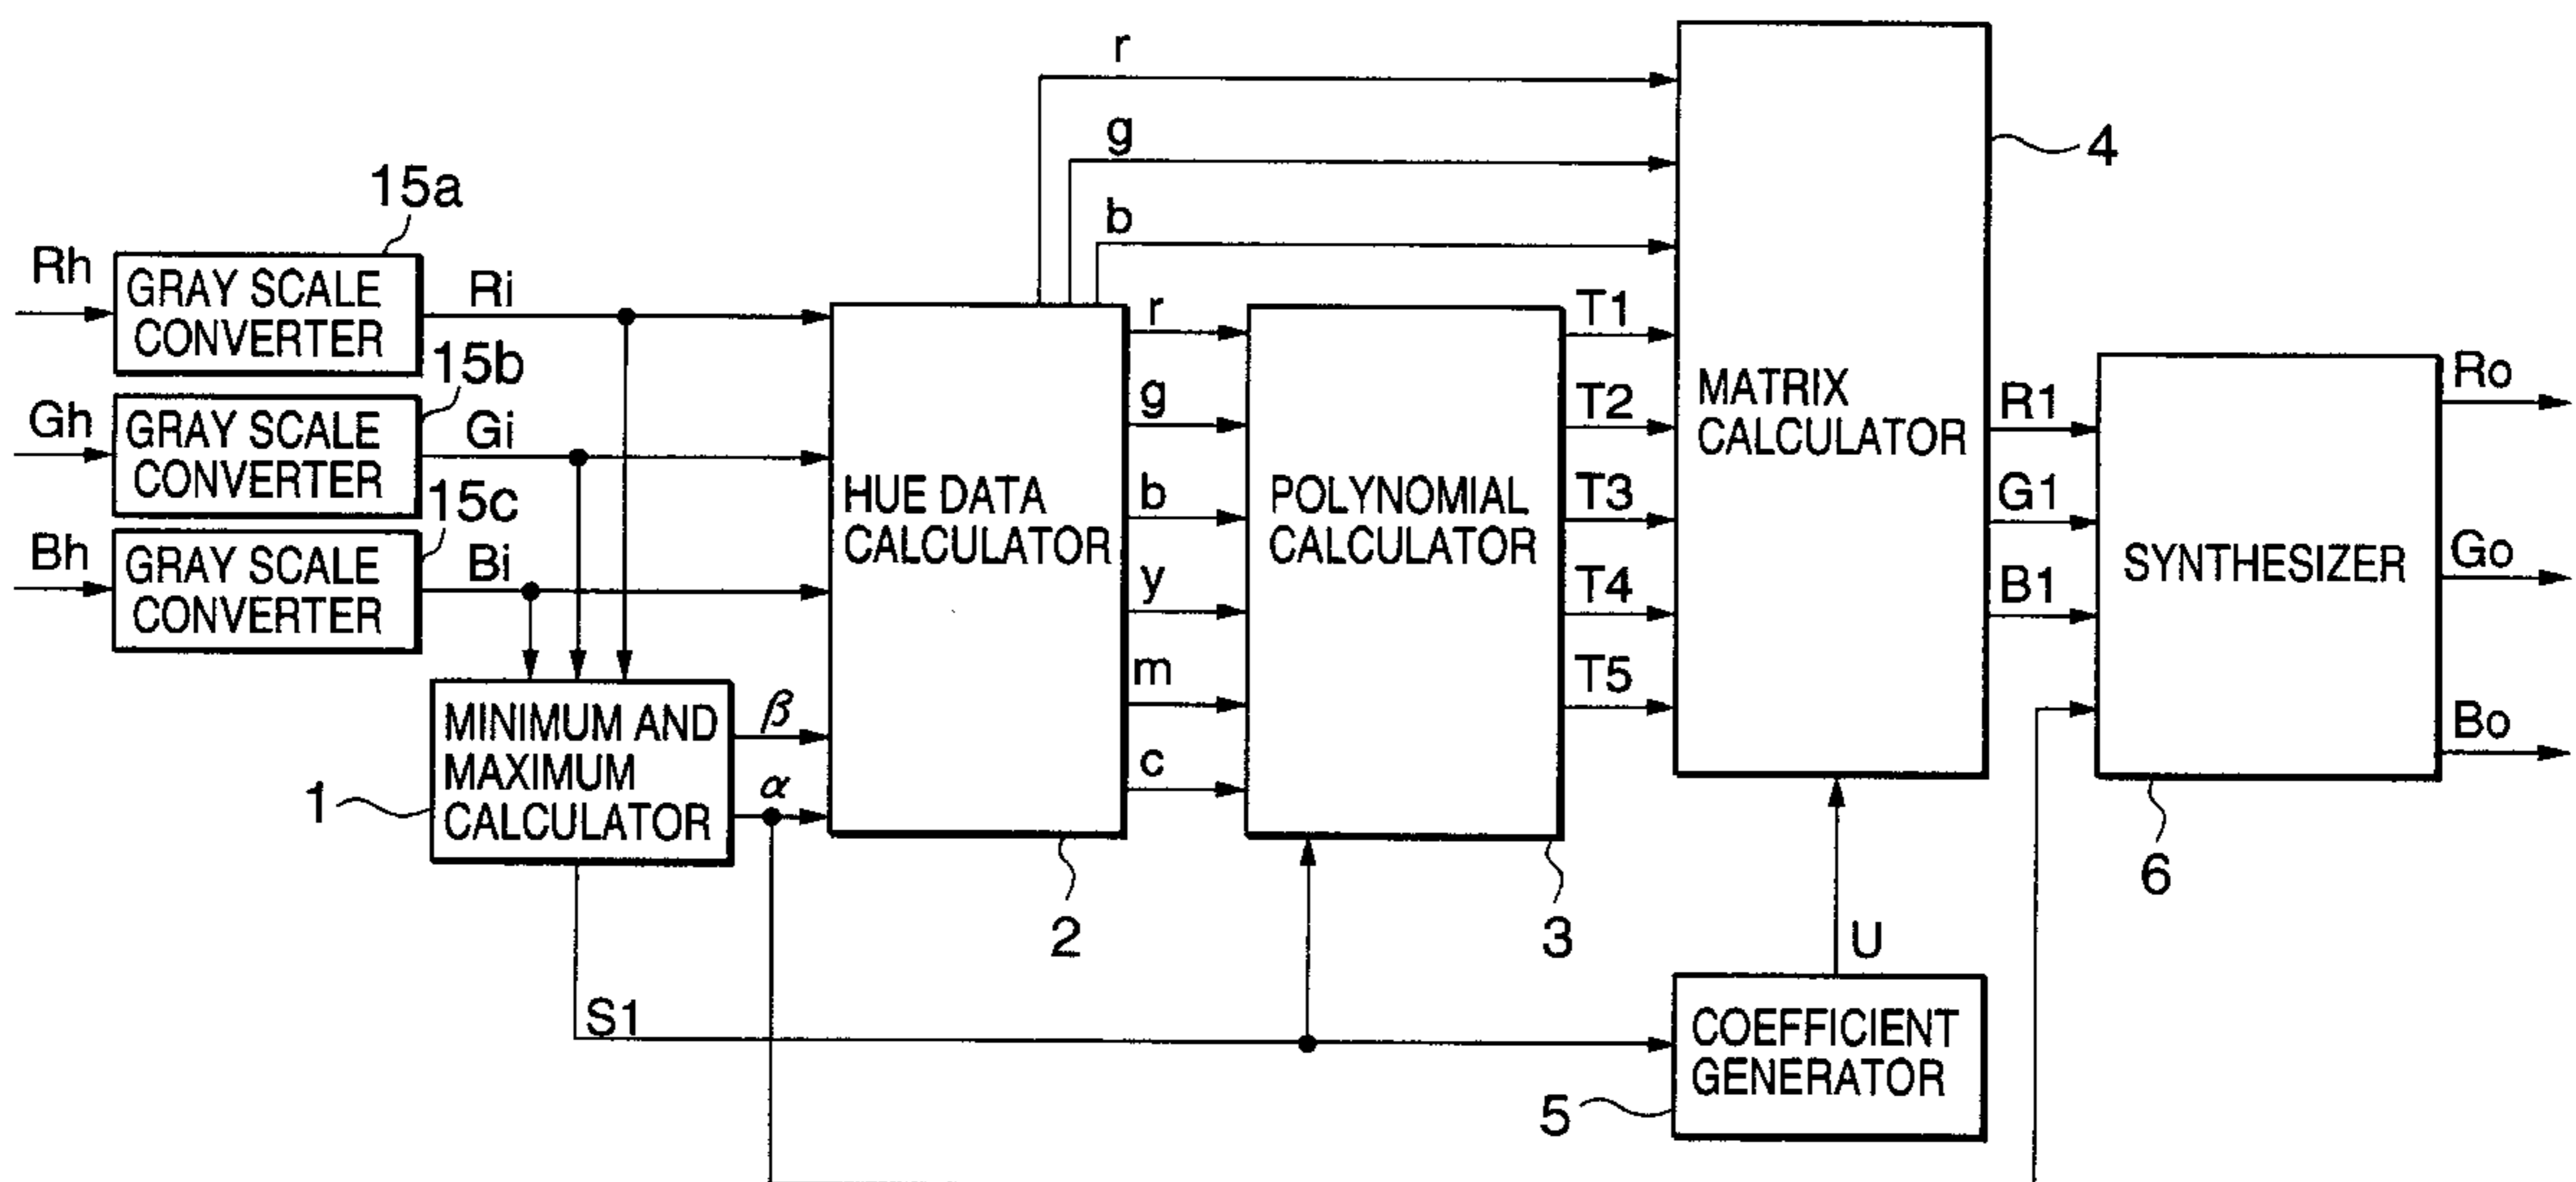 r
g
4
15a
b
Rh
GRAY SCALE
CONVERTER
Ri
r
T1
15b
Gh
GRAY SCALE
CONVERTER
Gi
g
T2
MATRIX
CALCULATOR
R1
Ro
15c
Bh
GRAY SCALE
CONVERTER
Bi
HUE DATA
CALCULATOR
b
POLYNOMIAL
CALCULATOR
T3
G1
SYNTHESIZER
Go
y
T4
B1
m
T5
Bo
MINIMUM AND
MAXIMUM
CALCULATOR
β
α
c
1
2
3
6
U
S1
COEFFICIENT
GENERATOR
5